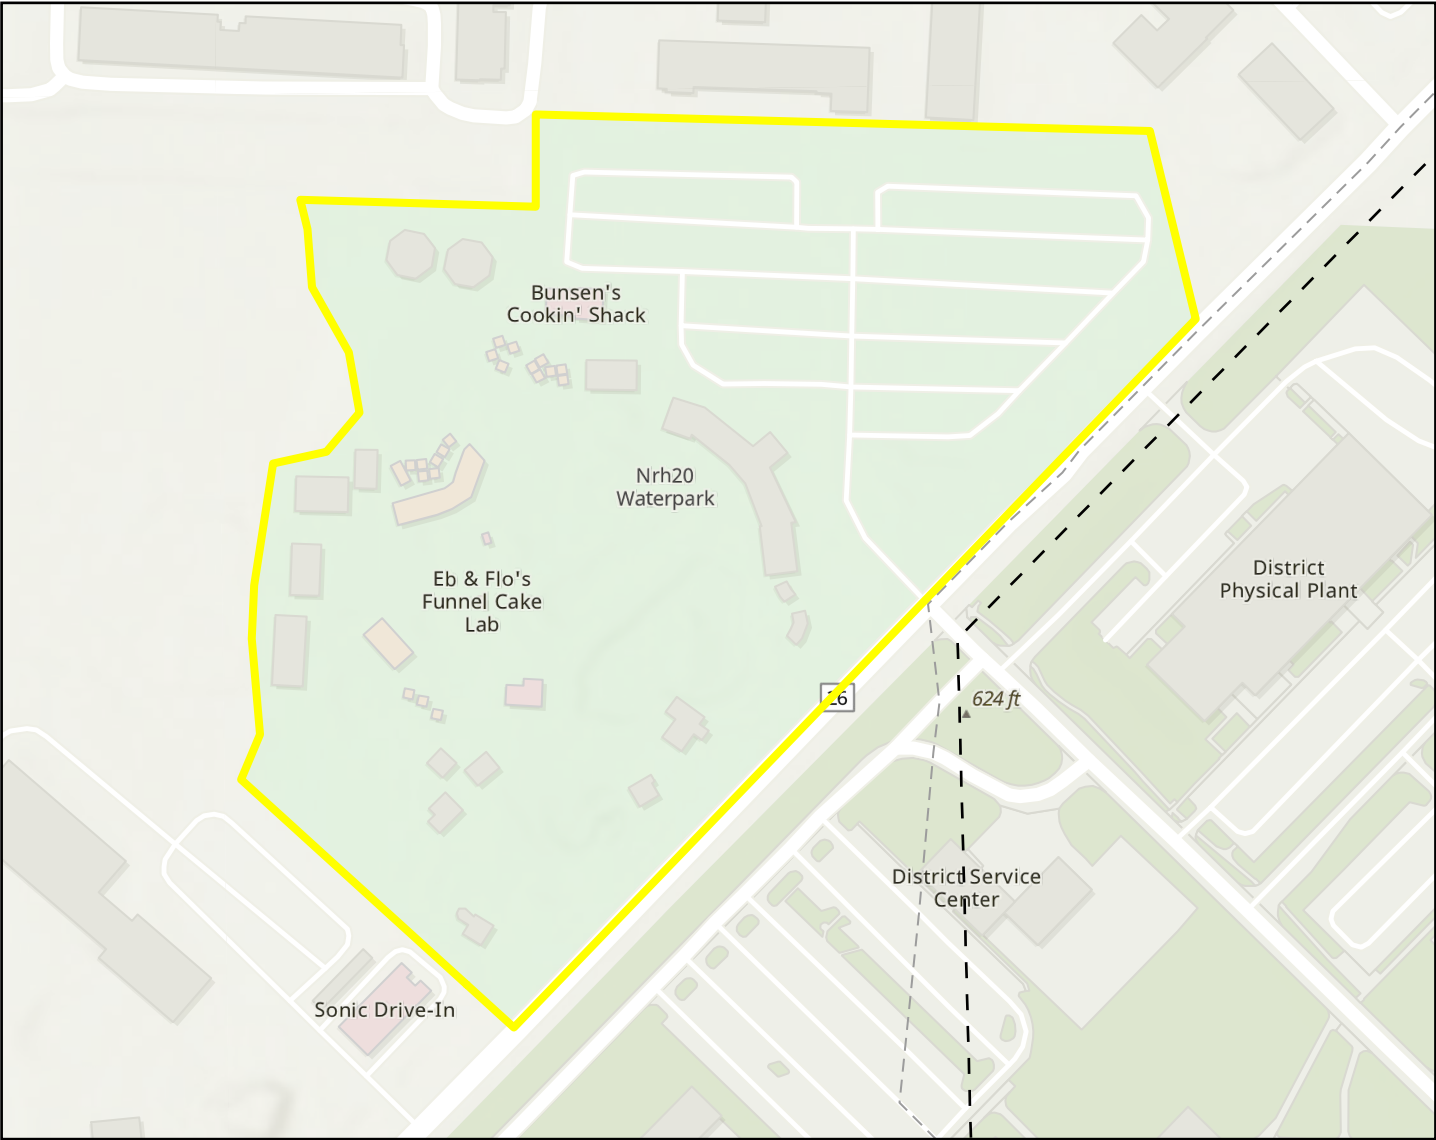 Bunsen's
Cookin' Shack
Nrh20
Waterpark
Eb & Flo's
Funnel Cake
Lab
District
Physical Plant
26
624 ft
District Service
Center
Sonic Drive-In